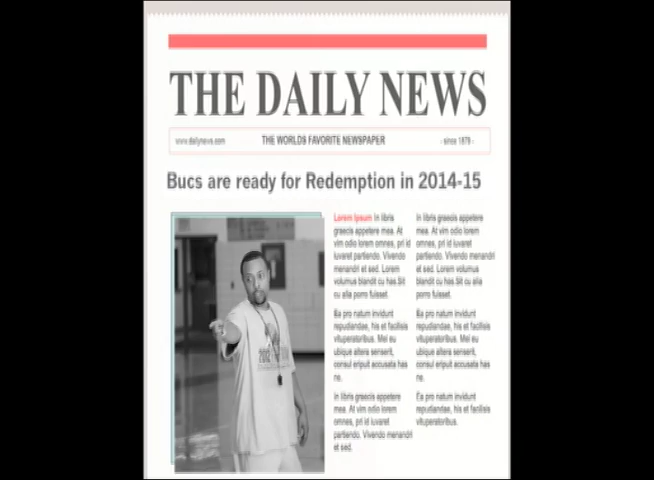 THE DAILY NEWS
www.dailynews.com THE WORLDS FAVORITE NEWSPAPER - since 1879 -
Bucs are ready for Redemption in 2014-15
Lorem Ipsum In libris
graecis appetere
mea. At
vim odio lorem
omnes, pri id
iuvaret partiendo. Vivendo
menandri et sed. Lorem
volumus blandit cu has.Sit
cu alia porro fuisset.
Ea pro natum invidunt
repudiandae, his et facilisis
vituperatoribus. Mei eu
ubique altera senserit,
consul eripuit accusata has
ne.
In libris graecis appetere
mea. At vim odio lorem
omnes, pri id iuvaret
partiendo. Vivendo menandri
et sed.
In libris graecis appetere
mea. At vim odio lorem
omnes, pri id iuvaret
partiendo. Vivendo menandri
et sed. Lorem
volumus blandit cu has.Sit
cu alia porro fuisset.
Ea pro natum invidunt
repudiandae, his et facilisis
vituperatoribus. Mei eu
ubique altera senserit,
consul eripuit accusata has
ne.
Ea pro natum invidunt
repudiandae, his et facilisis
vituperatoribus.